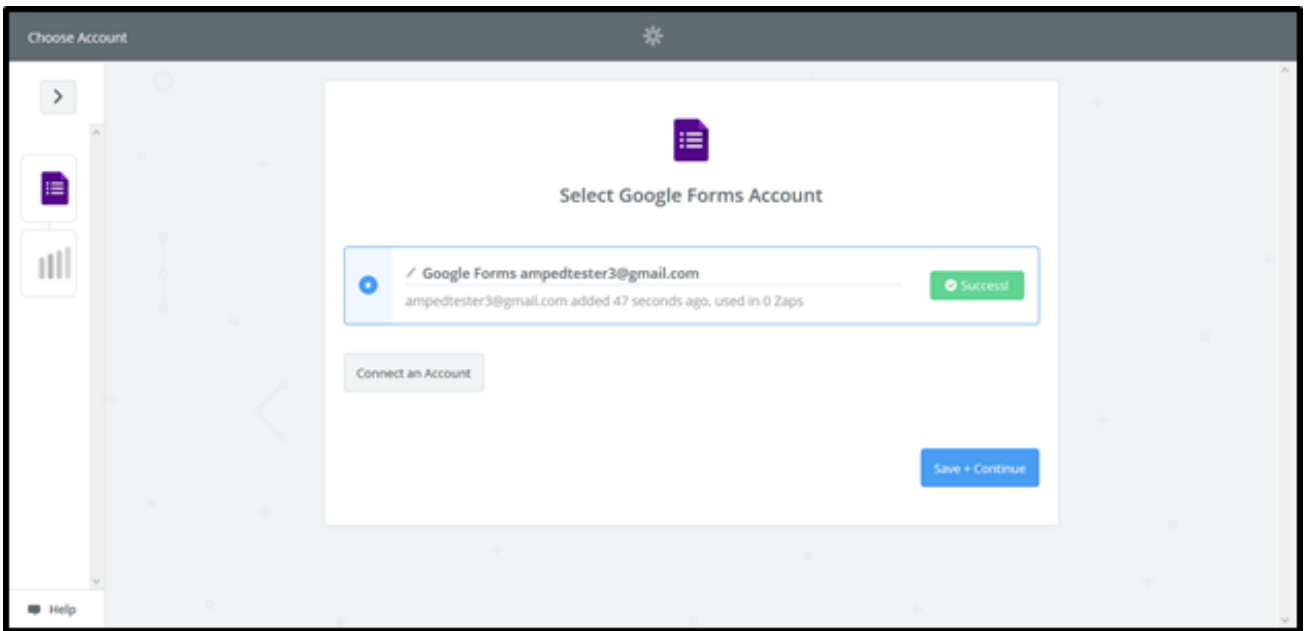 Choose Account
Select Google Forms Account
Google Forms ampedtester3@gmail.com
ampedtester3@gmail.com added 47 seconds ago, used in 0 Zaps
Success!
Connect an Account
Save + Continue
Help